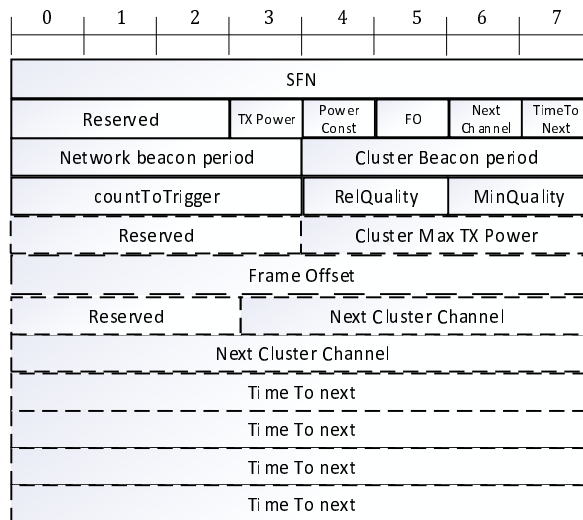 0 1 2 3 4 5 6 7
SFN
Reserved TX Power Power Const FO Next Channel TimeTo Next
Network beacon period Cluster Beacon period
countToTrigger RelQuality MinQuality
Reserved Cluster Max TX Power
Frame Offset
Reserved Next Cluster Channel
Next Cluster Channel
Time To next
Time To next
Time To next
Time To next